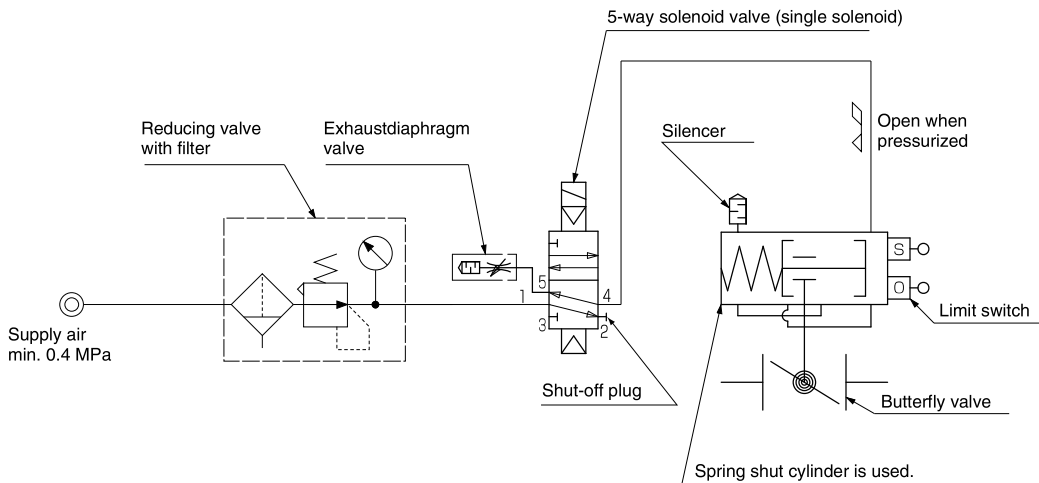 5-way solenoid valve (single solenoid)
Reducing valve
with filter
Exhaustdiaphragm
valve
Silencer
Open when
pressurized
S
O
5
1
4
3
2
Supply air
min. 0.4 MPa
Limit switch
Shut-off plug
Butterfly valve
Spring shut cylinder is used.